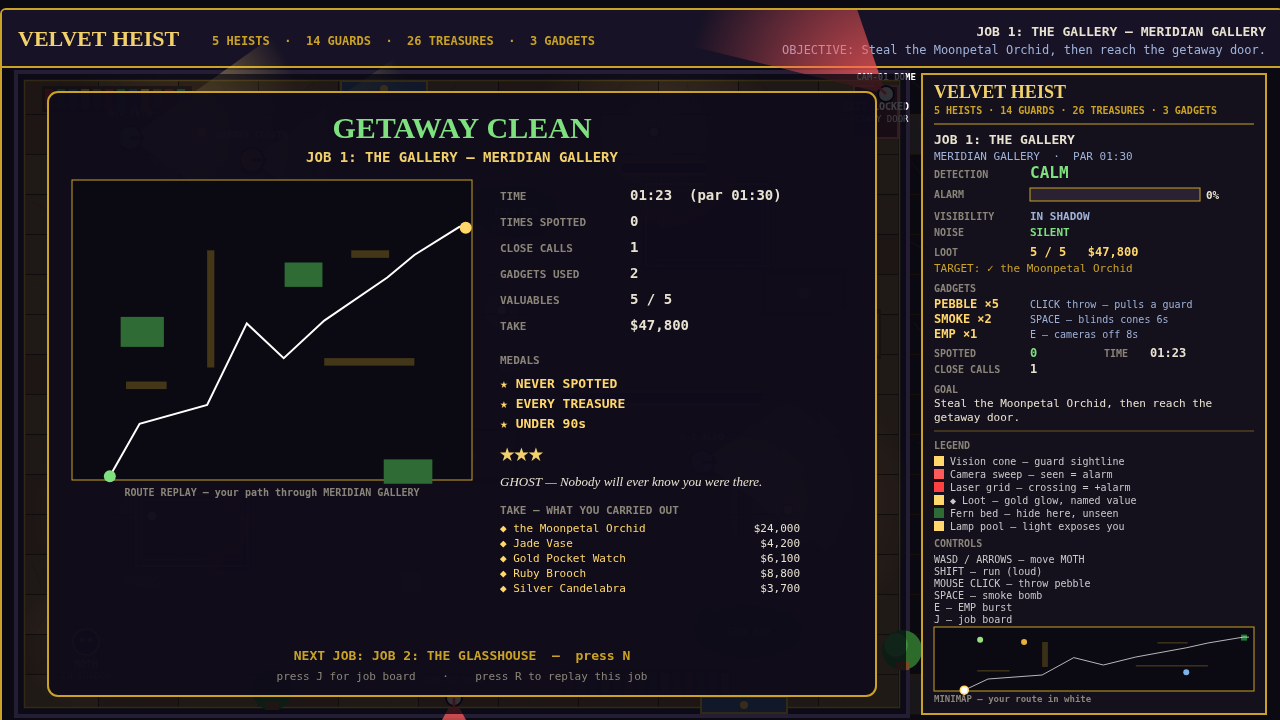 VELVET HEIST
5 HEISTS · 14 GUARDS · 26 TREASURES · 3 GADGETS
JOB 1: THE GALLERY — MERIDIAN GALLERY
OBJECTIVE: Steal the Moonpetal Orchid, then reach the getaway door.
CAM-01 DOME
GETAWAY CLEAN
JOB 1: THE GALLERY — MERIDIAN GALLERY
TIME 01:23 (par 01:30)
TIMES SPOTTED 0
CLOSE CALLS 1
GADGETS USED 2
VALUABLES 5 / 5
TAKE $47,800
MEDALS
★ NEVER SPOTTED
★ EVERY TREASURE
★ UNDER 90s
★★★
GHOST — Nobody will ever know you were there.
ROUTE REPLAY — your path through MERIDIAN GALLERY
TAKE — WHAT YOU CARRIED OUT
◆ the Moonpetal Orchid $24,000
◆ Jade Vase $4,200
◆ Gold Pocket Watch $6,100
◆ Ruby Brooch $8,800
◆ Silver Candelabra $3,700
NEXT JOB: JOB 2: THE GLASSHOUSE — press N
press J for job board · press R to replay this job
VELVET HEIST
5 HEISTS · 14 GUARDS · 26 TREASURES · 3 GADGETS
JOB 1: THE GALLERY
MERIDIAN GALLERY · PAR 01:30
DETECTION CALM
ALARM 0%
VISIBILITY IN SHADOW
NOISE SILENT
LOOT 5 / 5 $47,800
TARGET: ✓ the Moonpetal Orchid
GADGETS
PEBBLE ×5 CLICK throw — pulls a guard
SMOKE ×2 SPACE — blinds cones 6s
EMP ×1 E — cameras off 8s
SPOTTED 0 TIME 01:23
CLOSE CALLS 1
GOAL
Steal the Moonpetal Orchid, then reach the
getaway door.
LEGEND
Vision cone — guard sightline
Camera sweep — seen = alarm
Laser grid — crossing = +alarm
◆ Loot — gold glow, named value
Fern bed — hide here, unseen
Lamp pool — light exposes you
CONTROLS
WASD / ARROWS — move MOTH
SHIFT — run (loud)
MOUSE CLICK — throw pebble
SPACE — smoke bomb
E — EMP burst
J — job board
MINIMAP — your route in white